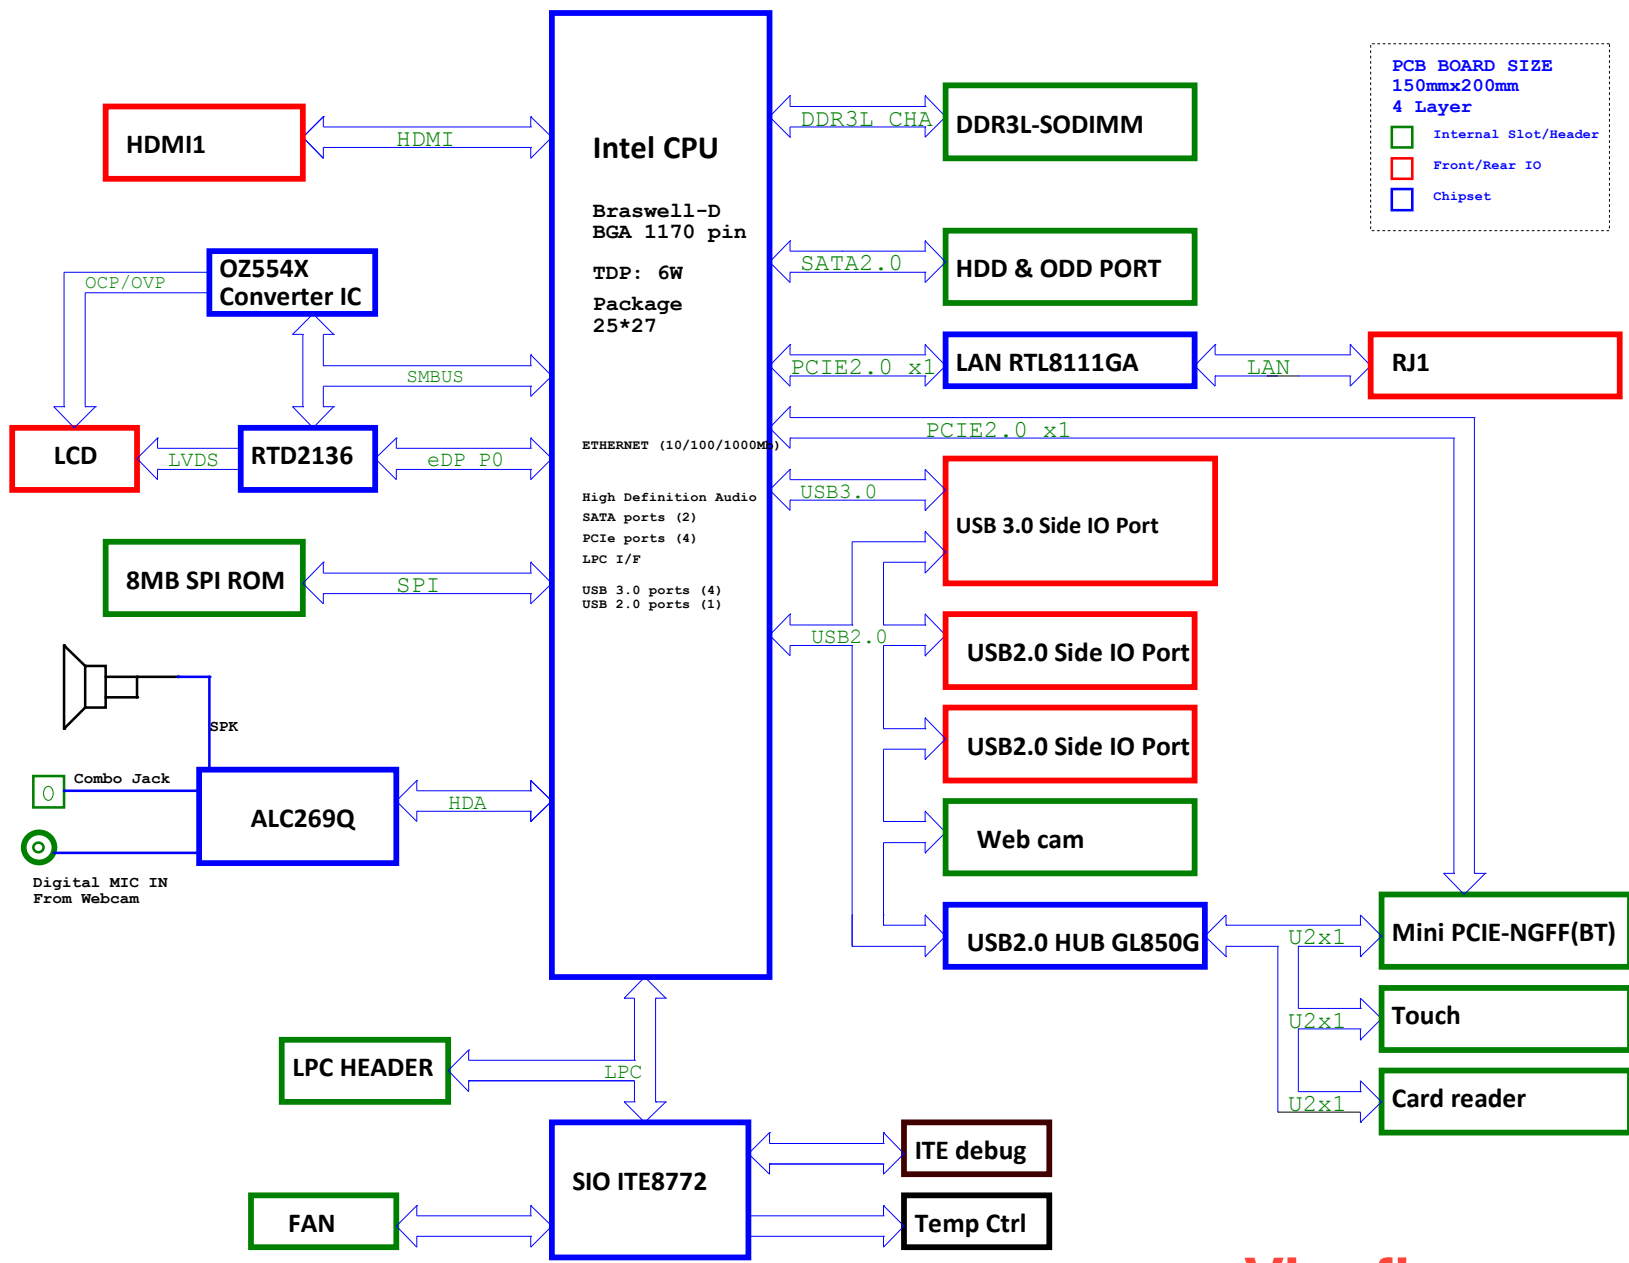 PCB BOARD SIZE
150mmx200mm
4 Layer
Internal Slot/Header
Front/Rear IO
Chipset
HDMI1
HDMI
Intel CPU
Braswell-D
BGA 1170 pin
TDP: 6W
Package
25*27
ETHERNET (10/100/1000Mb)
High Definition Audio
SATA ports (2)
PCIe ports (4)
LPC I/F
USB 3.0 ports (4)
USB 2.0 ports (1)
DDR3L CHA
DDR3L-SODIMM
SATA2.0
HDD & ODD PORT
PCIE2.0 x1
LAN RTL8111GA
LAN
RJ1
PCIE2.0 x1
USB3.0
USB 3.0 Side IO Port
USB2.0
USB2.0 Side IO Port
USB2.0 Side IO Port
Web cam
USB2.0 HUB GL850G
U2x1
Mini PCIE-NGFF(BT)
U2x1
Touch
U2x1
Card reader
OZ554X
Converter IC
OCP/OVP
SMBUS
LCD
LVDS
RTD2136
eDP P0
8MB SPI ROM
SPI
SPK
Combo Jack
O
ALC269Q
HDA
Digital MIC IN
From Webcam
LPC HEADER
LPC
SIO ITE8772
ITE debug
FAN
Temp Ctrl